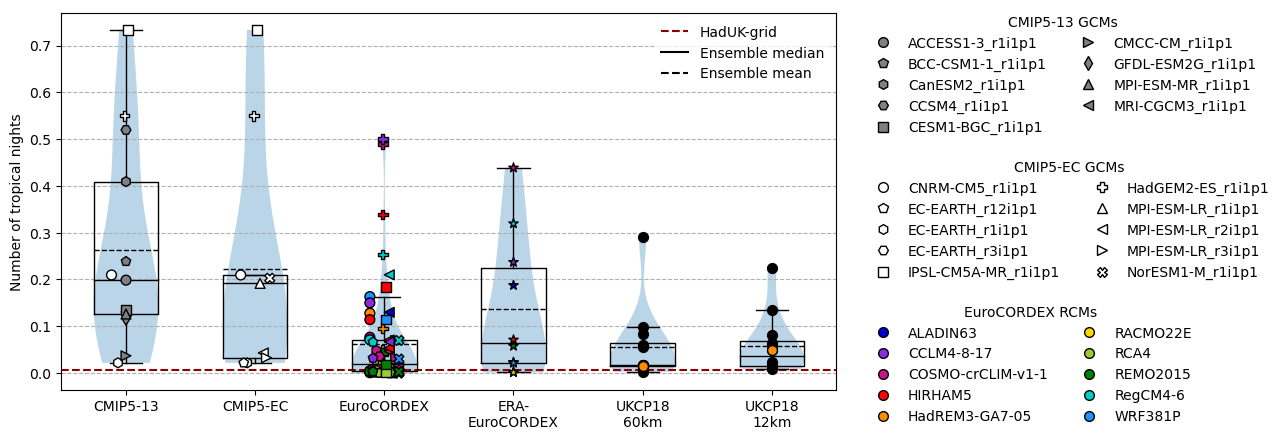 Number of tropical nights
0.7
0.6
0.5
0.4
0.3
0.2
0.1
0.0
CMIP5-13
CMIP5-EC
EuroCORDEX
ERA-
EuroCORDEX
UKCP18
60km
UKCP18
12km
HadUK-grid
Ensemble median
Ensemble mean
CMIP5-13 GCMs
ACCESS1-3_r1i1p1
BCC-CSM1-1_r1i1p1
CanESM2_r1i1p1
CCSM4_r1i1p1
CESM1-BGC_r1i1p1
CMCC-CM_r1i1p1
GFDL-ESM2G_r1i1p1
MPI-ESM-MR_r1i1p1
MRI-CGCM3_r1i1p1
CMIP5-EC GCMs
CNRM-CM5_r1i1p1
EC-EARTH_r12i1p1
EC-EARTH_r1i1p1
EC-EARTH_r3i1p1
IPSL-CM5A-MR_r1i1p1
HadGEM2-ES_r1i1p1
MPI-ESM-LR_r1i1p1
MPI-ESM-LR_r2i1p1
MPI-ESM-LR_r3i1p1
NorESM1-M_r1i1p1
EuroCORDEX RCMs
ALADIN63
CCLM4-8-17
COSMO-crCLIM-v1-1
HIRHAM5
HadREM3-GA7-05
RACMO22E
RCA4
REMO2015
RegCM4-6
WRF381P